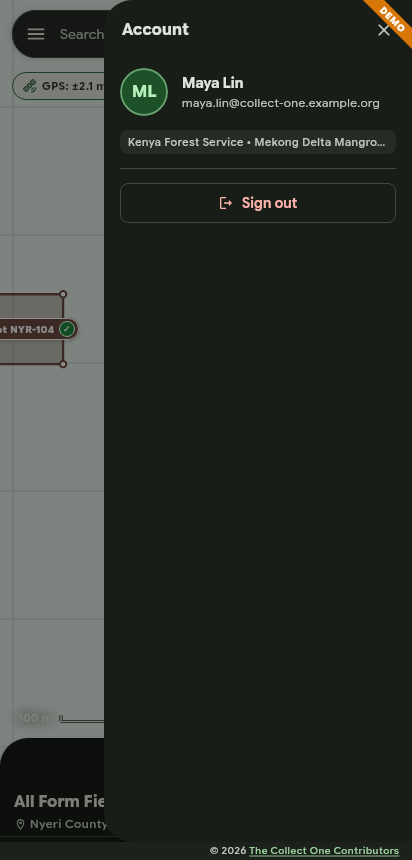 Account
DEMO
Search
ML
Maya Lin
maya.lin@collect-one.example.org
GPS: ±2.1 m
Kenya Forest Service • Mekong Delta Mangro...
Sign out
NYR-104
100 m
All Form Fie
Nyeri County
© 2026 The Collect One Contributors